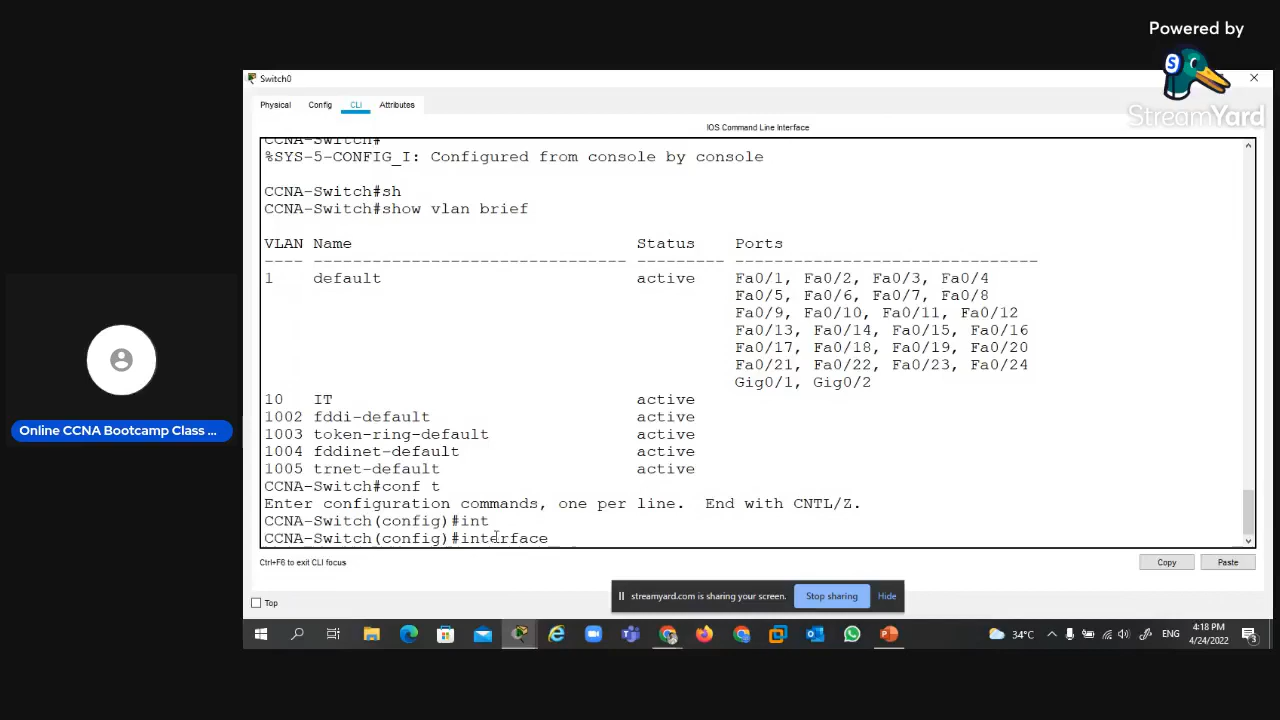 Powered by
StreamYard
Switch0
Physical Config CLI Attributes
IOS Command Line Interface
CCNA-Switch#
%SYS-5-CONFIG_I: Configured from console by console
CCNA-Switch#sh
CCNA-Switch#show vlan brief
VLAN Name Status Ports
---- -------------------------------- --------- -------------------------------
1 default active Fa0/1, Fa0/2, Fa0/3, Fa0/4
Fa0/5, Fa0/6, Fa0/7, Fa0/8
Fa0/9, Fa0/10, Fa0/11, Fa0/12
Fa0/13, Fa0/14, Fa0/15, Fa0/16
Fa0/17, Fa0/18, Fa0/19, Fa0/20
Fa0/21, Fa0/22, Fa0/23, Fa0/24
Gig0/1, Gig0/2
10 IT active
1002 fddi-default active
1003 token-ring-default active
1004 fddinet-default active
1005 trnet-default active
CCNA-Switch#conf t
Enter configuration commands, one per line. End with CNTL/Z.
CCNA-Switch(config)#int
CCNA-Switch(config)#interface
Ctrl+F6 to exit CLI focus
Copy Paste
Top
streamyard.com is sharing your screen. Stop sharing Hide
Online CCNA Bootcamp Class ...
34°C ENG 4:18 PM
4/24/2022
3